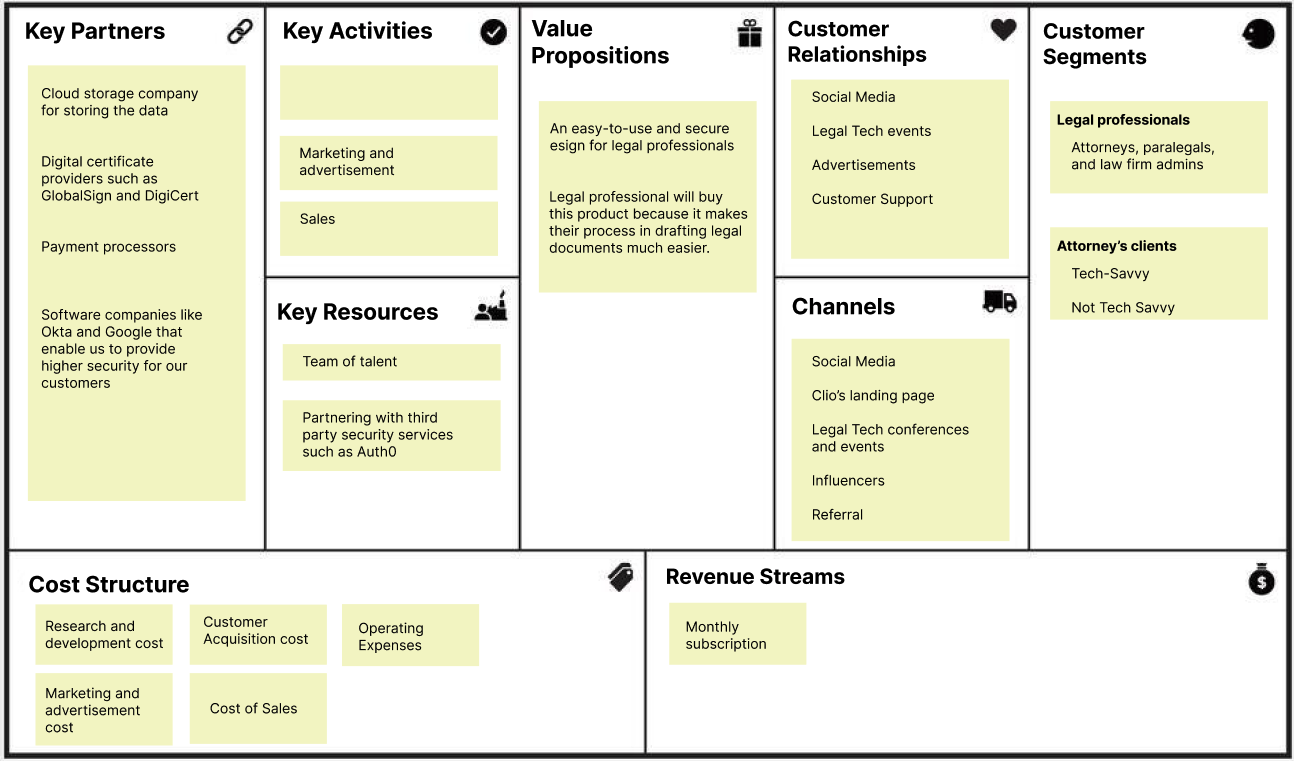 Key Partners
Cloud storage company
for storing the data
Digital certificate
providers such as
GlobalSign and DigiCert
Payment processors
Software companies like
Okta and Google that
enable us to provide
higher security for our
customers
Key Activities
Marketing and
advertisement
Sales
Key Resources
Team of talent
Partnering with third
party security services
such as Auth0
Value
Propositions
An easy-to-use and secure
esign for legal professionals
Legal professional will buy
this product because it makes
their process in drafting legal
documents much easier.
Customer
Relationships
Social Media
Legal Tech events
Advertisements
Customer Support
Channels
Social Media
Clio's landing page
Legal Tech conferences
and events
Influencers
Referral
Customer
Segments
Legal professionals
Attorneys, paralegals,
and law firm admins
Attorney's clients
Tech-Savvy
Not Tech Savvy
Cost Structure
Research and
development cost
Customer
Acquisition cost
Operating
Expenses
Marketing and
advertisement
cost
Cost of Sales
Revenue Streams
$
Monthly
subscription